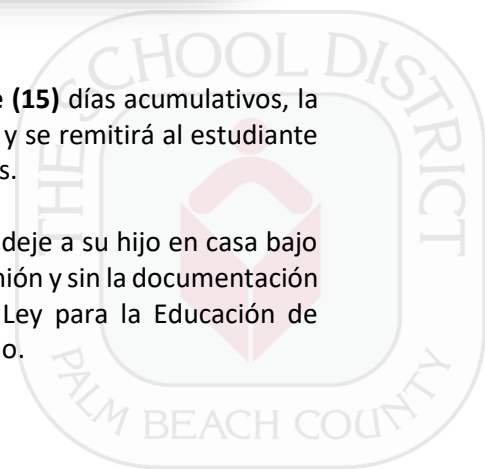 e (15) días acumulativos, la
y se remitirá al estudiante
s.
deje a su hijo en casa bajo
nión y sin la documentación
Ley para la Educación de
o.
THE SCHOOL DISTRICT
PALM BEACH COUNTY